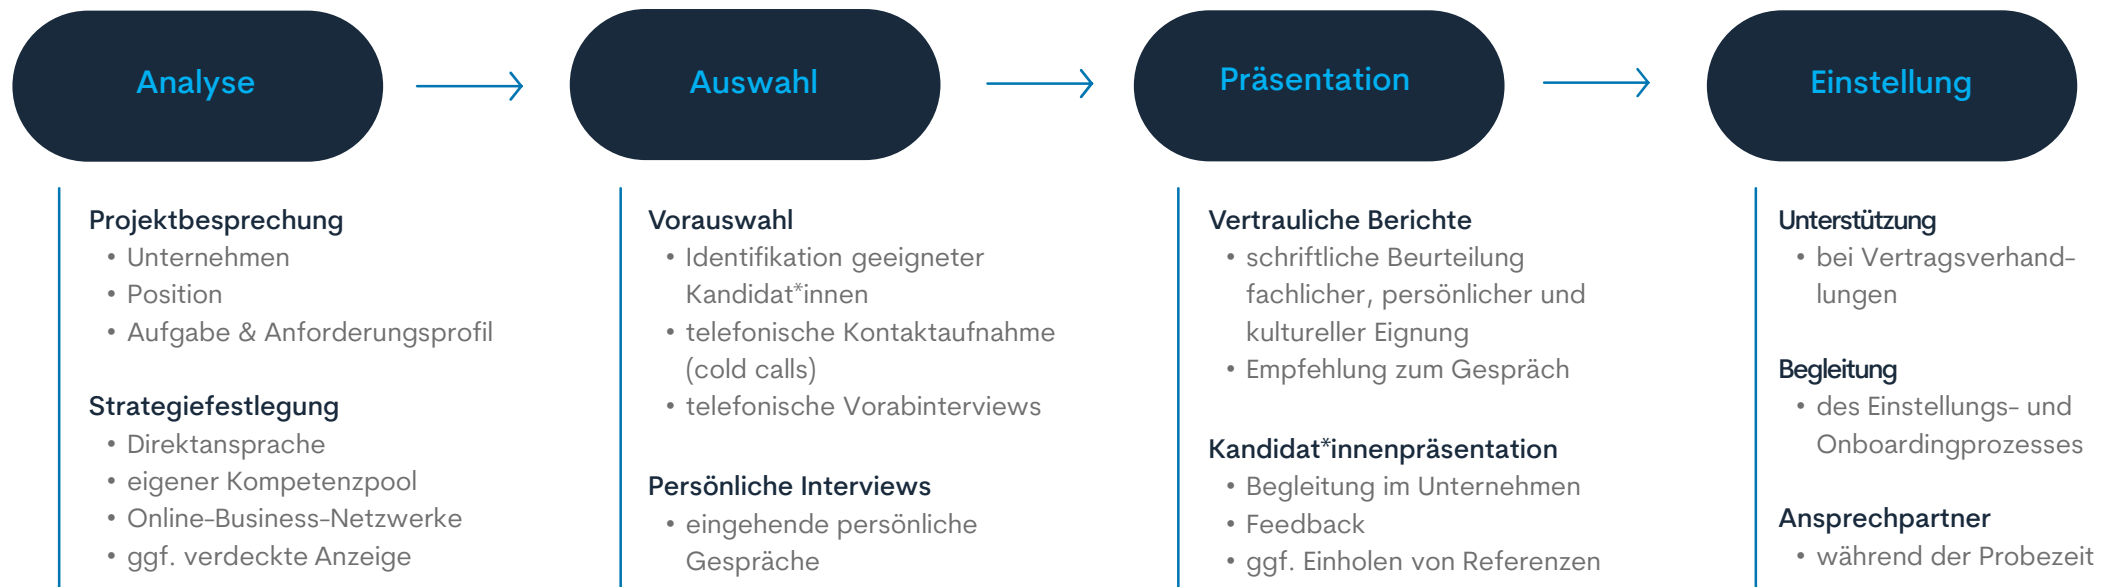 Analyse
Auswahl
Präsentation
Einstellung
Projektbesprechung
• Unternehmen
• Position
• Aufgabe & Anforderungsprofil
Strategiefestlegung
• Direktansprache
• eigener Kompetenzpool
• Online-Business-Netzwerke
• ggf. verdeckte Anzeige
Vorauswahl
• Identifikation geeigneter
Kandidat*innen
• telefonische Kontaktaufnahme
(cold calls)
• telefonische Vorabinterviews
Persönliche Interviews
• eingehende persönliche
Gespräche
Vertrauliche Berichte
• schriftliche Beurteilung
fachlicher, persönlicher und
kultureller Eignung
• Empfehlung zum Gespräch
Kandidat*innenpräsentation
• Begleitung im Unternehmen
• Feedback
• ggf. Einholen von Referenzen
Unterstützung
• bei Vertragsverhand-
lungen
Begleitung
• des Einstellungs- und
Onboardingprozesses
Ansprechpartner
• während der Probezeit